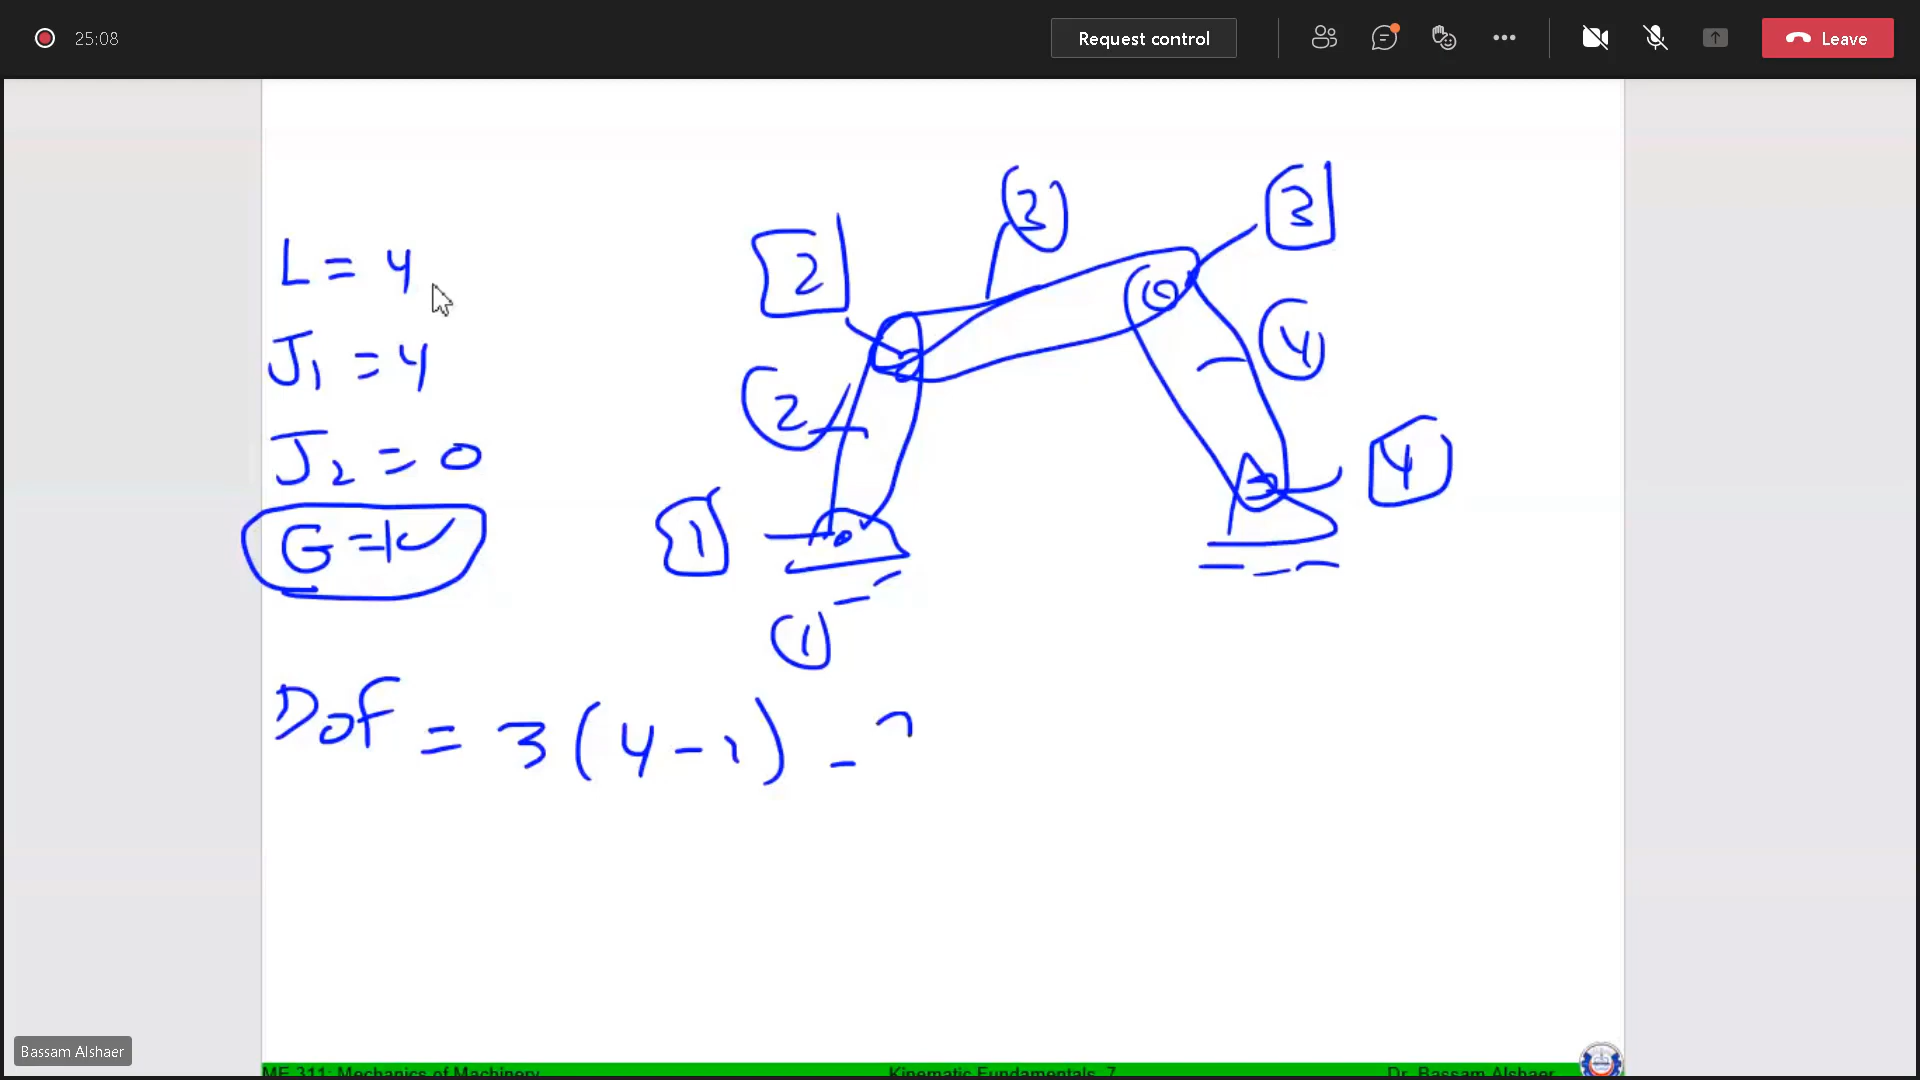 25:08
Request control
Leave
3
3
2
L = 4
4
J1 = 4
2
4
J2 = 0
1
G = 1
1
DoF = 3 (4 - 1) -
Bassam Alshaer
ME 311: Mechanics of Machinery
Kinematic Fundamentals 7
Dr. Bassam Alshaer